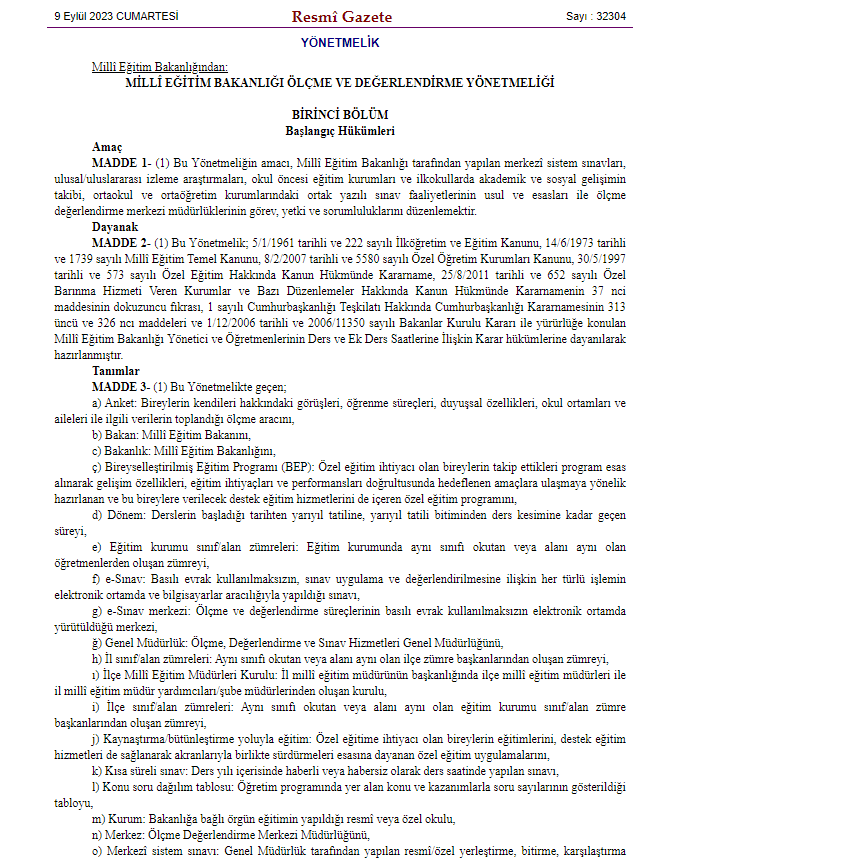 9 Eylül 2023 CUMARTESİ
Resmî Gazete
Sayı : 32304
YÖNETMELİK
Millî Eğitim Bakanlığından:
MİLLÎ EĞİTİM BAKANLIĞI ÖLÇME VE DEĞERLENDİRME YÖNETMELİĞİ
BİRİNCİ BÖLÜM
Başlangıç Hükümleri
Amaç
MADDE 1- (1) Bu Yönetmeliğin amacı, Millî Eğitim Bakanlığı tarafından yapılan merkezî sistem sınavları,
ulusal/uluslararası izleme araştırmaları, okul öncesi eğitim kurumları ve ilkokullarda akademik ve sosyal gelişimin
takibi, ortaokul ve ortaöğretim kurumlarındaki ortak yazılı sınav faaliyetlerinin usul ve esasları ile ölçme
değerlendirme merkezi müdürlüklerinin görev, yetki ve sorumluluklarını düzenlemektir.
Dayanak
MADDE 2- (1) Bu Yönetmelik; 5/1/1961 tarihli ve 222 sayılı İlköğretim ve Eğitim Kanunu, 14/6/1973 tarihli
ve 1739 sayılı Millî Eğitim Temel Kanunu, 8/2/2007 tarihli ve 5580 sayılı Özel Öğretim Kurumları Kanunu, 30/5/1997
tarihli ve 573 sayılı Özel Eğitim Hakkında Kanun Hükmünde Kararname, 25/8/2011 tarihli ve 652 sayılı Özel
Barınma Hizmeti Veren Kurumlar ve Bazı Düzenlemeler Hakkında Kanun Hükmünde Kararnamenin 37 nci
maddesinin dokuzuncu fıkrası, 1 sayılı Cumhurbaşkanlığı Teşkilatı Hakkında Cumhurbaşkanlığı Kararnamesinin 313
üncü ve 326 ncı maddeleri ve 1/12/2006 tarihli ve 2006/11350 sayılı Bakanlar Kurulu Kararı ile yürürlüğe konulan
Millî Eğitim Bakanlığı Yönetici ve Öğretmenlerinin Ders ve Ek Ders Saatlerine İlişkin Karar hükümlerine dayanılarak
hazırlanmıştır.
Tanımlar
MADDE 3- (1) Bu Yönetmelikte geçen;
a) Anket: Bireylerin kendileri hakkındaki görüşleri, öğrenme süreçleri, duyuşsal özellikleri, okul ortamları ve
aileleri ile ilgili verilerin toplandığı ölçme aracını,
b) Bakan: Millî Eğitim Bakanını,
c) Bakanlık: Millî Eğitim Bakanlığını,
ç) Bireyselleştirilmiş Eğitim Programı (BEP): Özel eğitim ihtiyacı olan bireylerin takip ettikleri program esas
alınarak gelişim özellikleri, eğitim ihtiyaçları ve performansları doğrultusunda hedeflenen amaçlara ulaşmaya yönelik
hazırlanan ve bu bireylere verilecek destek eğitim hizmetlerini de içeren özel eğitim programını,
d) Dönem: Derslerin başladığı tarihten yarıyıl tatiline, yarıyıl tatili bitiminden ders kesimine kadar geçen
süreyi,
e) Eğitim kurumu sınıf/alan zümreleri: Eğitim kurumunda aynı sınıfı okutan veya alanı aynı olan
öğretmenlerden oluşan zümreyi,
f) e-Sınav: Basılı evrak kullanılmaksızın, sınav uygulama ve değerlendirilmesine ilişkin her türlü işlemin
elektronik ortamda ve bilgisayarlar aracılığıyla yapıldığı sınavı,
g) e-Sınav merkezi: Ölçme ve değerlendirme süreçlerinin basılı evrak kullanılmaksızın elektronik ortamda
yürütüldüğü merkezi,
ğ) Genel Müdürlük: Ölçme, Değerlendirme ve Sınav Hizmetleri Genel Müdürlüğünü,
h) İl sınıf/alan zümreleri: Aynı sınıfı okutan veya alanı aynı olan ilçe zümre başkanlarından oluşan zümreyi,
ı) İlçe Millî Eğitim Müdürleri Kurulu: İl millî eğitim müdürünün başkanlığında ilçe millî eğitim müdürleri ile
il millî eğitim müdür yardımcıları/şube müdürlerinden oluşan kurulu,
i) İlçe sınıf/alan zümreleri: Aynı sınıfı okutan veya alanı aynı olan eğitim kurumu sınıf/alan zümre
başkanlarından oluşan zümreyi,
j) Kaynaştırma/bütünleştirme yoluyla eğitim: Özel eğitime ihtiyacı olan bireylerin eğitimlerini, destek eğitim
hizmetleri de sağlanarak akranlarıyla birlikte sürdürmeleri esasına dayanan özel eğitim uygulamalarını,
k) Kısa süreli sınav: Ders yılı içerisinde haberli veya habersiz olarak ders saatinde yapılan sınavı,
l) Konu soru dağılım tablosu: Öğretim programında yer alan konu ve kazanımlarla soru sayılarının gösterildiği
tabloyu,
m) Kurum: Bakanlığa bağlı örgün eğitimin yapıldığı resmî veya özel okulu,
n) Merkez: Ölçme Değerlendirme Merkezi Müdürlüğünü,
o) Merkezî sistem sınavı: Genel Müdürlük tarafından yapılan resmî/özel yerleştirme, bitirme, karşılaştırma